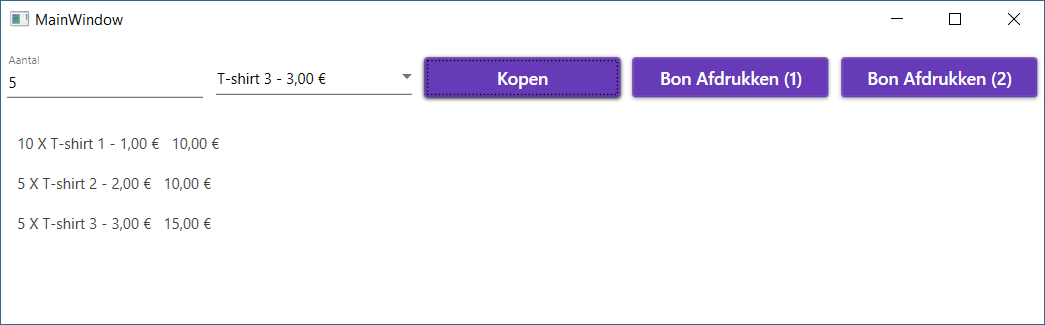 MainWindow
Aantal
5
T-shirt 3 - 3,00 €
Kopen
Bon Afdrukken (1)
Bon Afdrukken (2)
10 X T-shirt 1 - 1,00 € 10,00 €
5 X T-shirt 2 - 2,00 € 10,00 €
5 X T-shirt 3 - 3,00 € 15,00 €